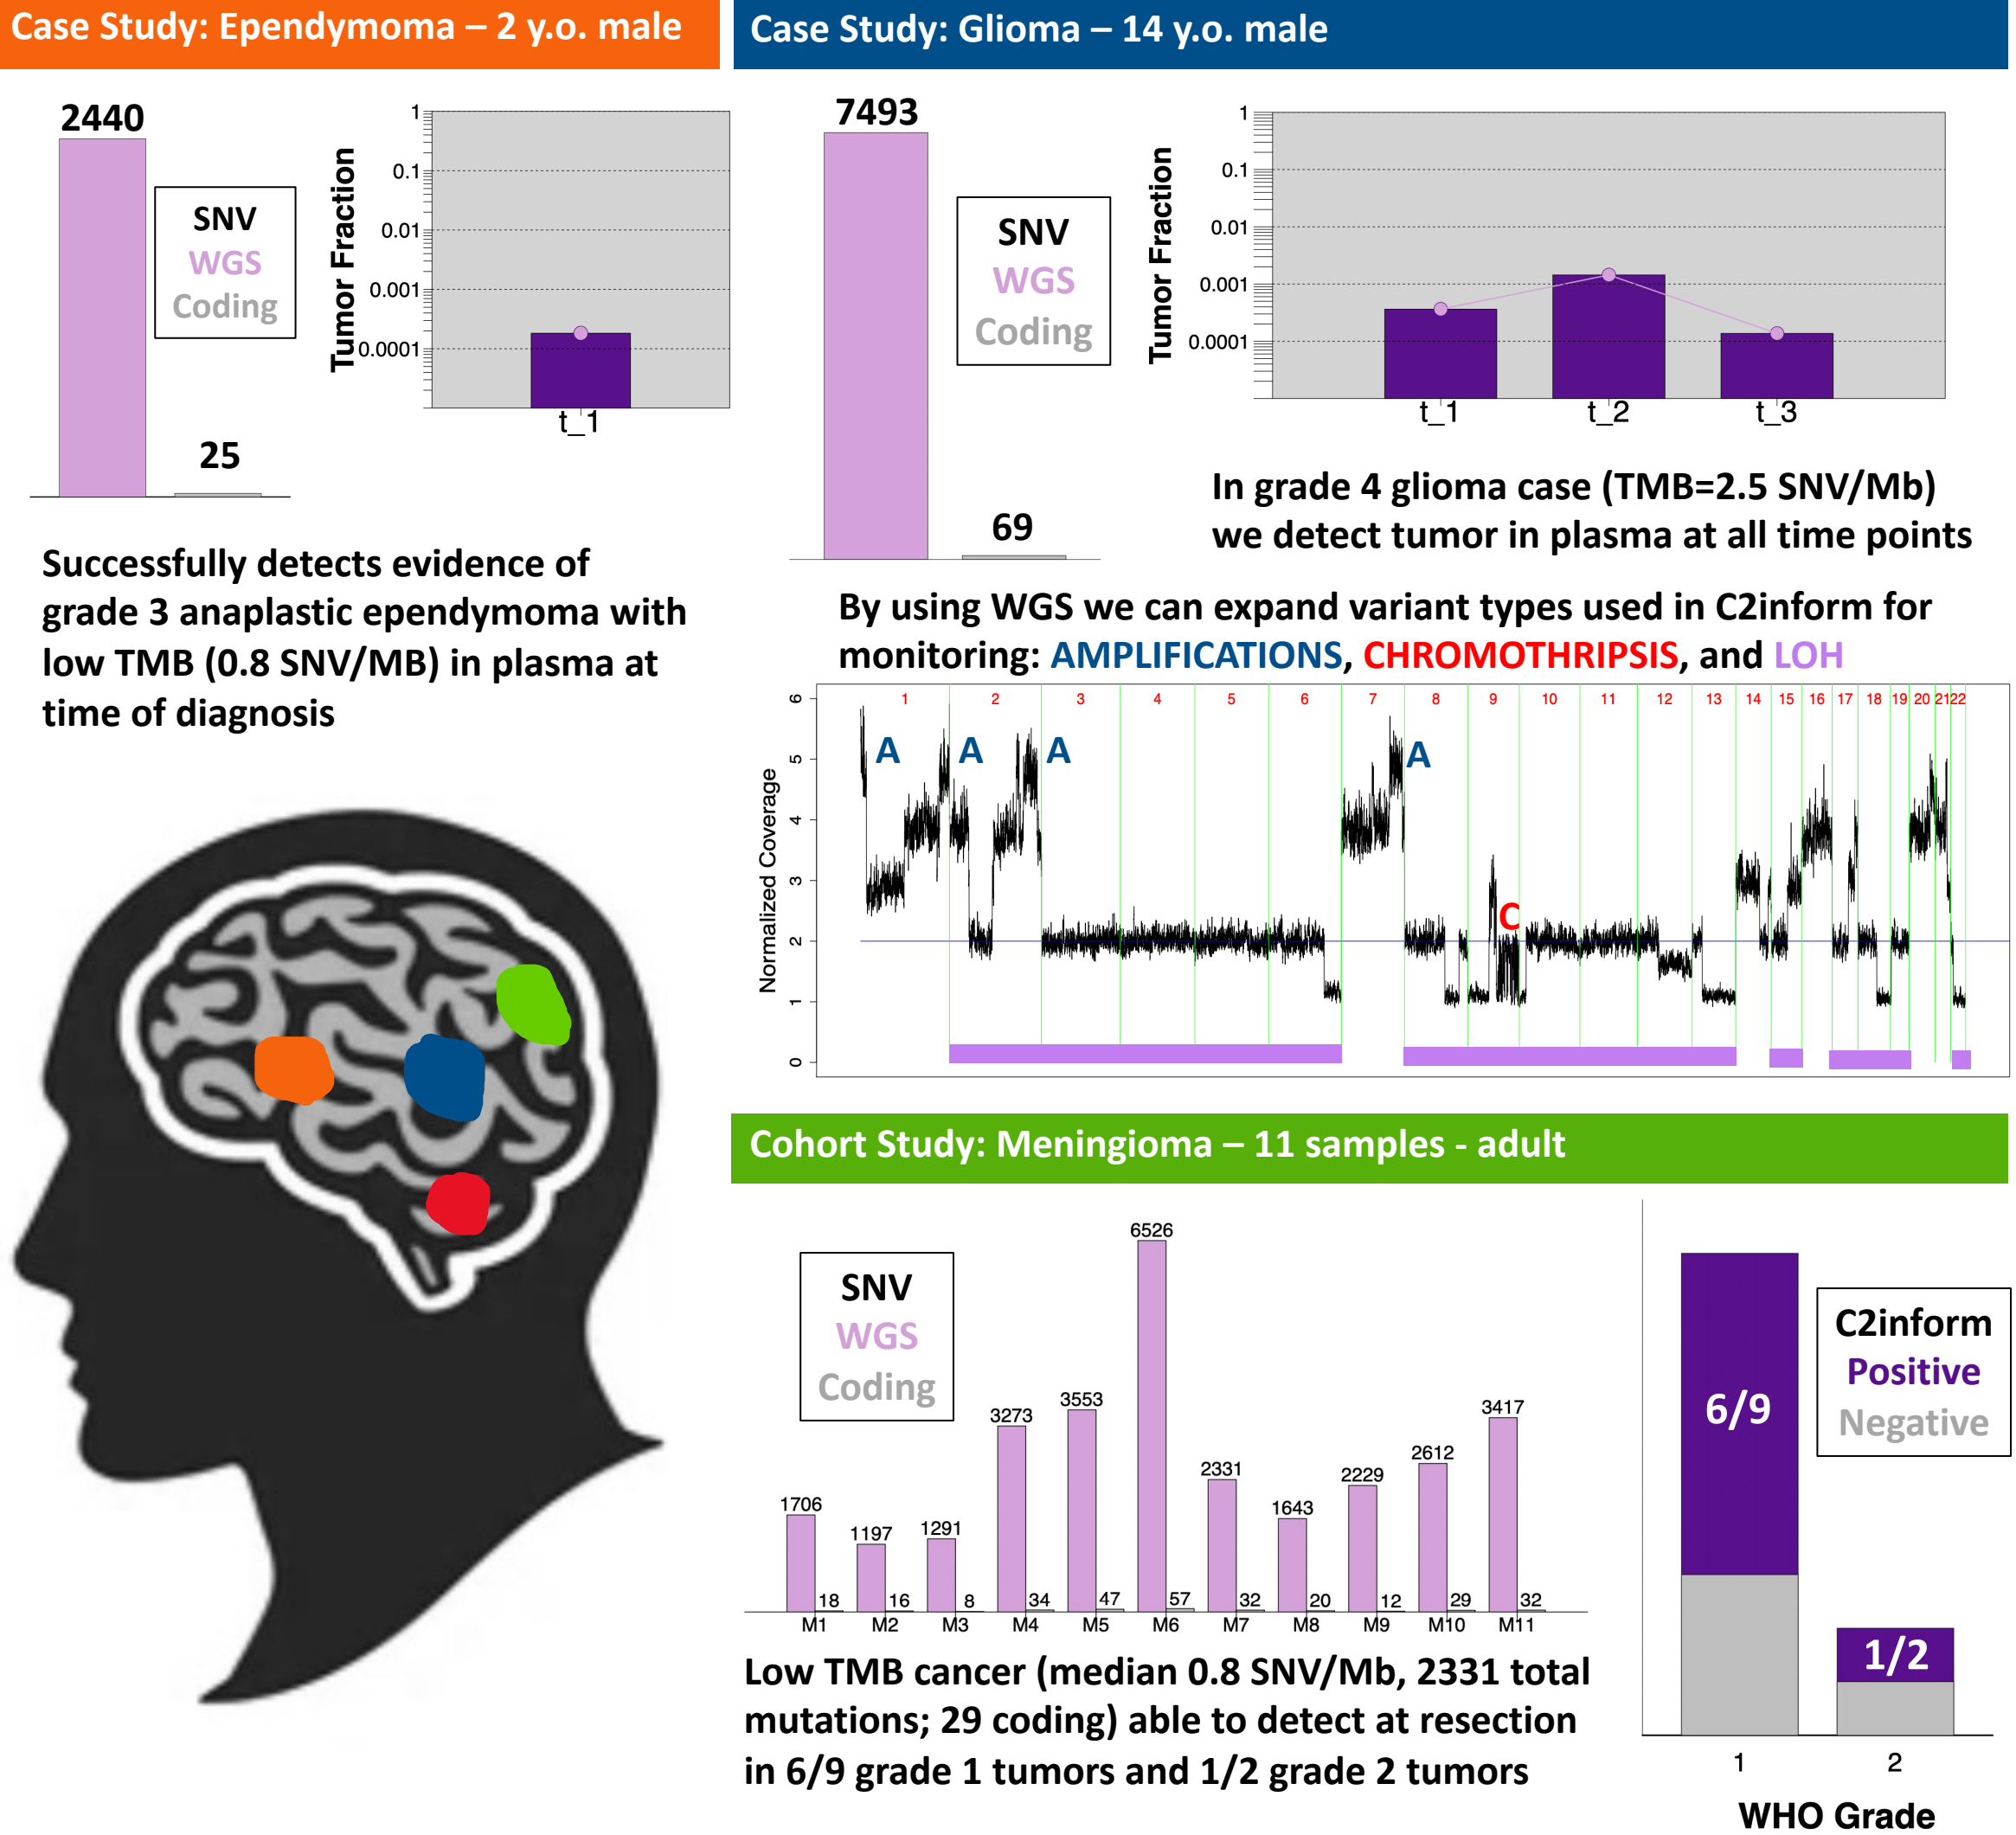 Case Study: Ependymoma – 2 y.o. male
2440
25
SNV
WGS
Coding
Tumor Fraction
1
0.1
0.01
0.001
0.0001
t_1
Successfully detects evidence of
grade 3 anaplastic ependymoma with
low TMB (0.8 SNV/MB) in plasma at
time of diagnosis
Case Study: Glioma – 14 y.o. male
7493
69
SNV
WGS
Coding
Tumor Fraction
1
0.1
0.01
0.001
0.0001
t_1 t_2 t_3
In grade 4 glioma case (TMB=2.5 SNV/Mb)
we detect tumor in plasma at all time points
By using WGS we can expand variant types used in C2inform for
monitoring: AMPLIFICATIONS, CHROMOTHRIPSIS, and LOH
Normalized Coverage
6
5
4
3
2
1
0
1 2 3 4 5 6 7 8 9 10 11 12 13 14 15 16 17 18 19 20 21 22
A A A A
C
Cohort Study: Meningioma – 11 samples - adult
SNV
WGS
Coding
1706 1197 1291 3273 3553 6526 2331 1643 2229 2612 3417
18 16 8 34 47 57 32 20 12 29 32
M1 M2 M3 M4 M5 M6 M7 M8 M9 M10 M11
Low TMB cancer (median 0.8 SNV/Mb, 2331 total
mutations; 29 coding) able to detect at resection
in 6/9 grade 1 tumors and 1/2 grade 2 tumors
C2inform
Positive
Negative
6/9
1/2
1 2
WHO Grade